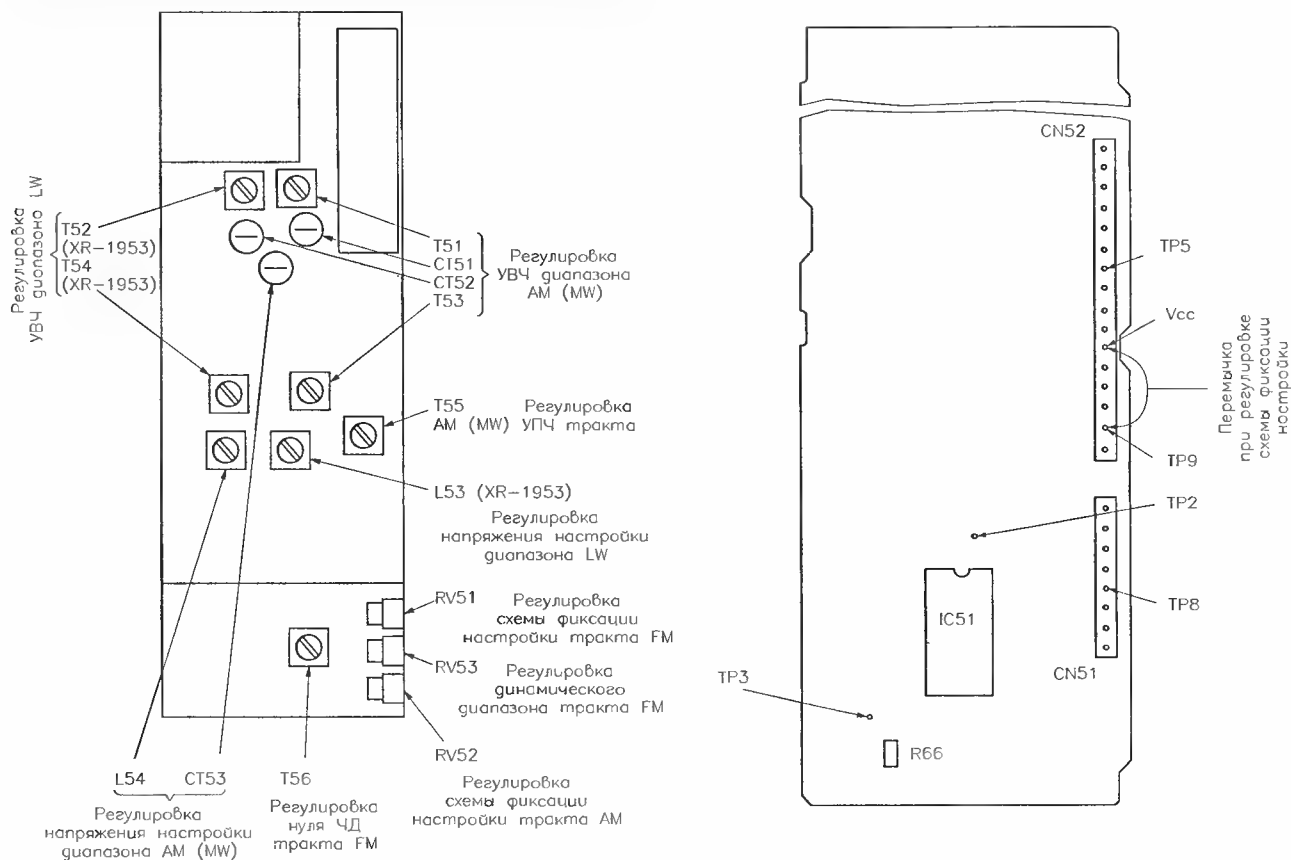 Регулировка
УВЧ диапазона LW
T52
(XR-1953)
T54
(XR-1953)
T51
CT51
CT52
T53
Регулировка
УВЧ диапазона
AM (MW)
T55 Регулировка
AM (MW) УПЧ тракта
L53 (XR-1953)
Регулировка
напряжения настройки
диапазона LW
RV51 Регулировка
схемы фиксации
настройки тракта FM
RV53 Регулировка
динамического
диапазона тракта FM
RV52
Регулировка
схемы фиксации
настройки тракта AM
L54 CT53 T56
Регулировка
напряжения настройки
диапазона AM (MW)
Регулировка
нуля ЧД
тракта FM
CN52
TP5
Vcc
Перемычка
при регулировке
схемы фиксации
настройки
TP9
TP2
TP8
IC51
CN51
TP3
R66